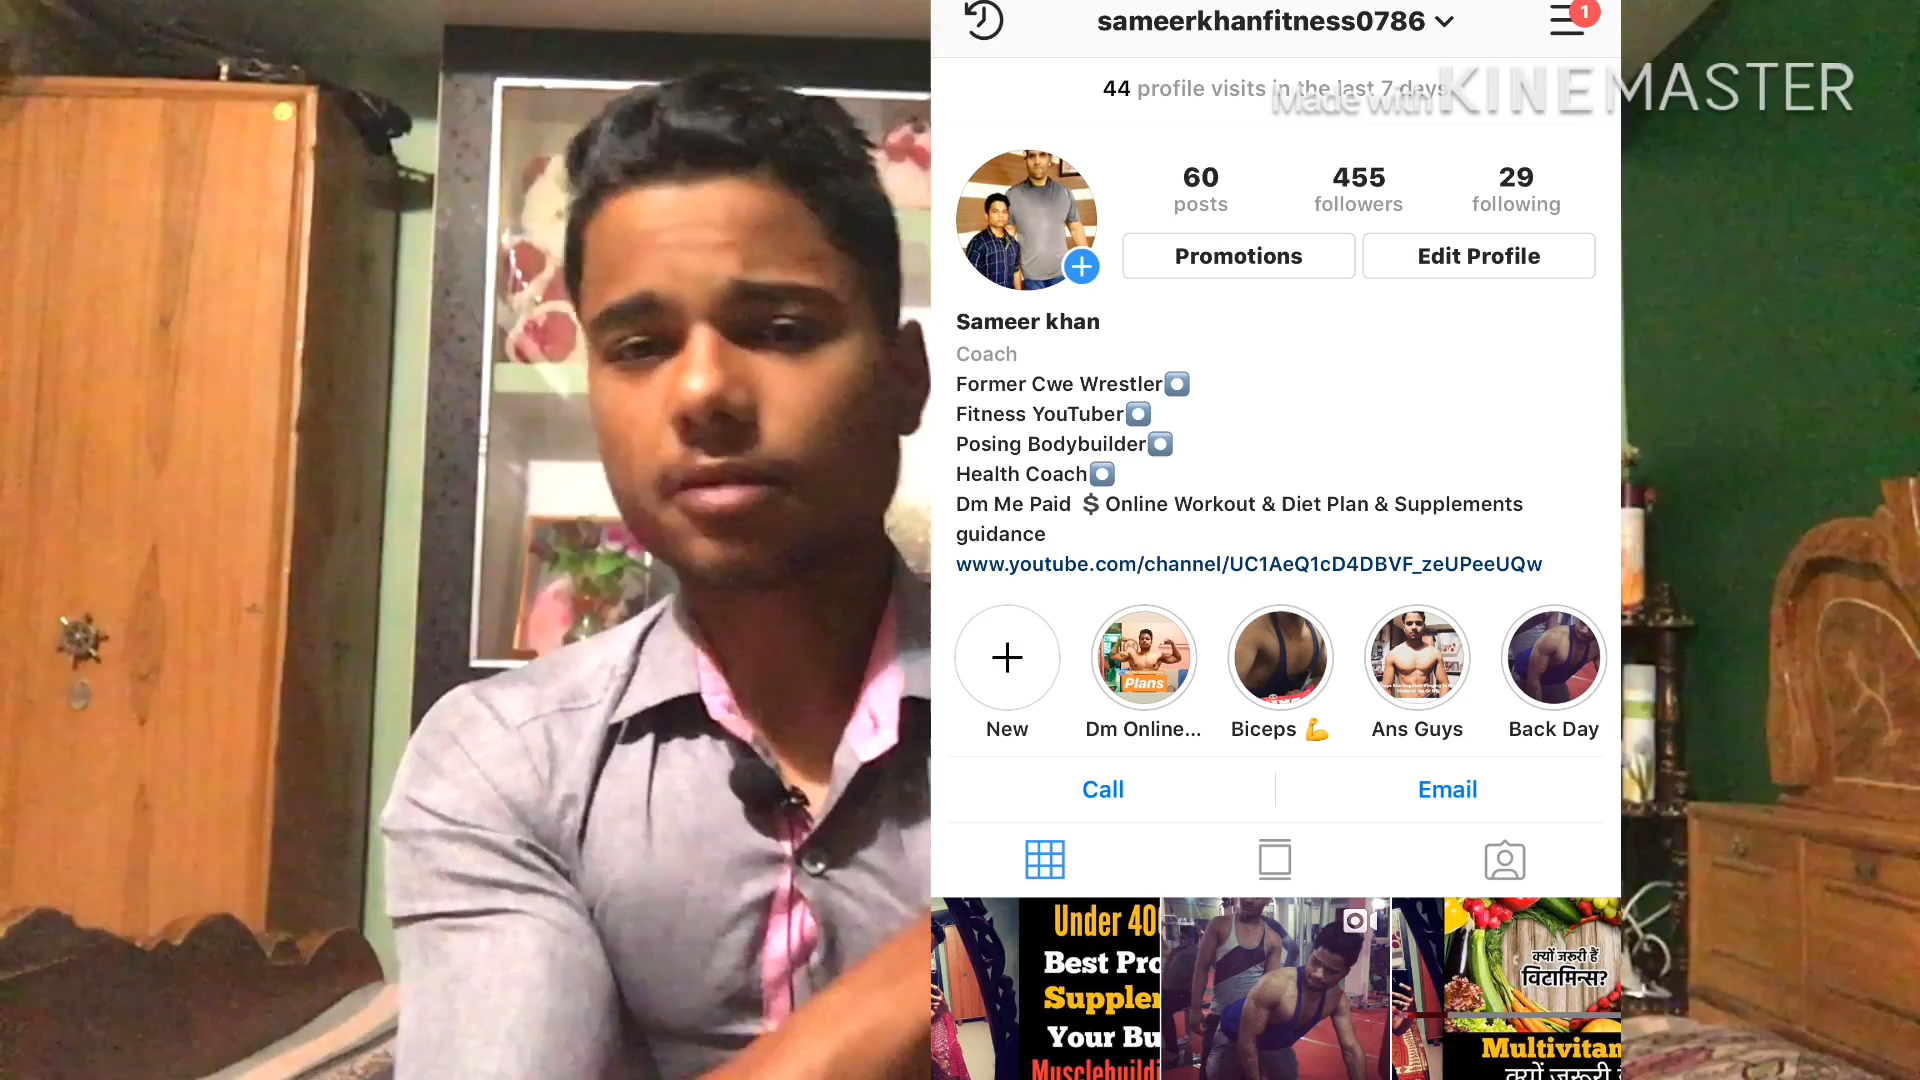 sameerkhanfitness0786
1
44 profile visits in the last 7 days
Made with KINEMASTER
60 455 29
posts followers following
Promotions Edit Profile
Sameer khan
Coach
Former Cwe Wrestler
Fitness YouTuber
Posing Bodybuilder
Health Coach
Dm Me Paid 💲Online Workout & Diet Plan & Supplements
guidance
www.youtube.com/channel/UC1AeQ1cD4DBVF_zeUPeeUQw
Plans
New Dm Online... Biceps 💪 Ans Guys Back Day
Call Email
Under 40
Best Pro
Supple
Your Bu
Musclebuildi
क्यों जरूरी हैं
विटामिन्स?
Multivita
क्यों जरूरी